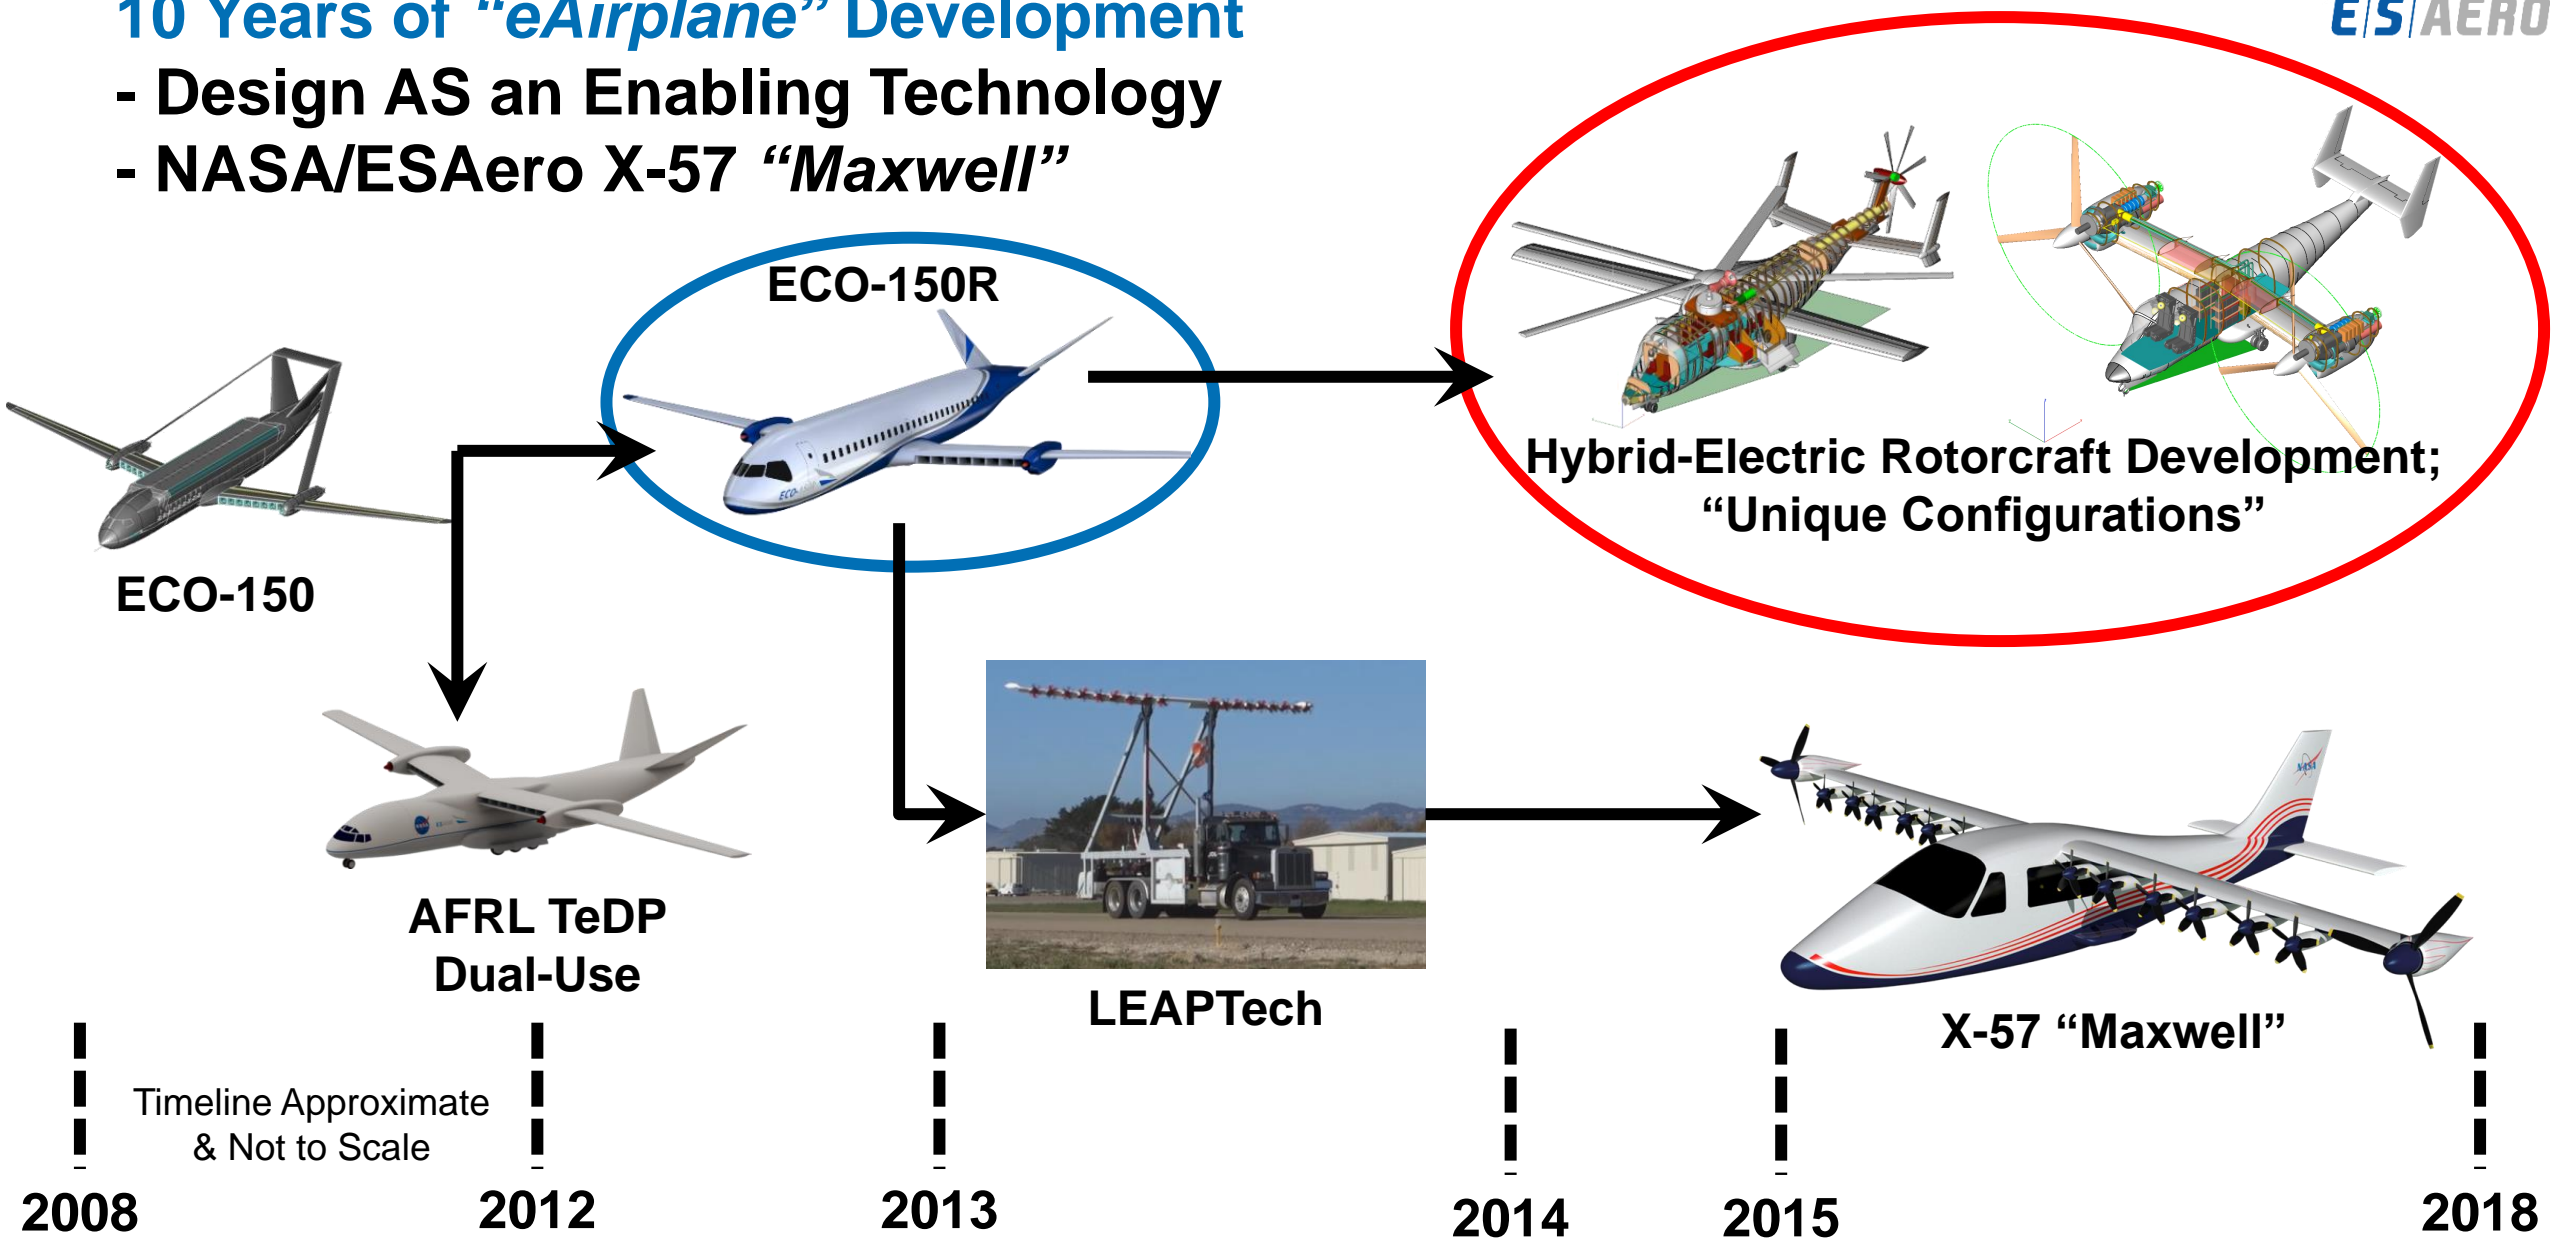 10 Years of “eAirplane” Development
E|S|AERO
- Design AS an Enabling Technology
- NASA/ESAero X-57 “Maxwell”
ECO-150R
ECO-150
Hybrid-Electric Rotorcraft Development;
“Unique Configurations”
AFRL TeDP
Dual-Use
NASA
LEAPTech
X-57 “Maxwell”
Timeline Approximate
& Not to Scale
2008
2012
2013
2014
2015
2018